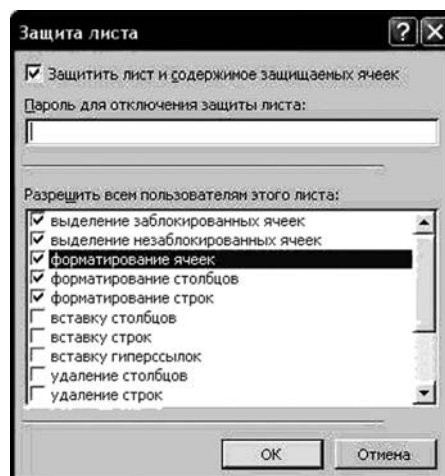 Защита листа
Защитить лист и содержимое защищаемых ячеек
Пароль для отключения защиты листа:
Разрешить всем пользователям этого листа:
выделение заблокированных ячеек
выделение незаблокированных ячеек
форматирование ячеек
форматирование столбцов
форматирование строк
вставку столбцов
вставку строк
вставку гиперссылок
удаление столбцов
удаление строк
ОК
Отмена